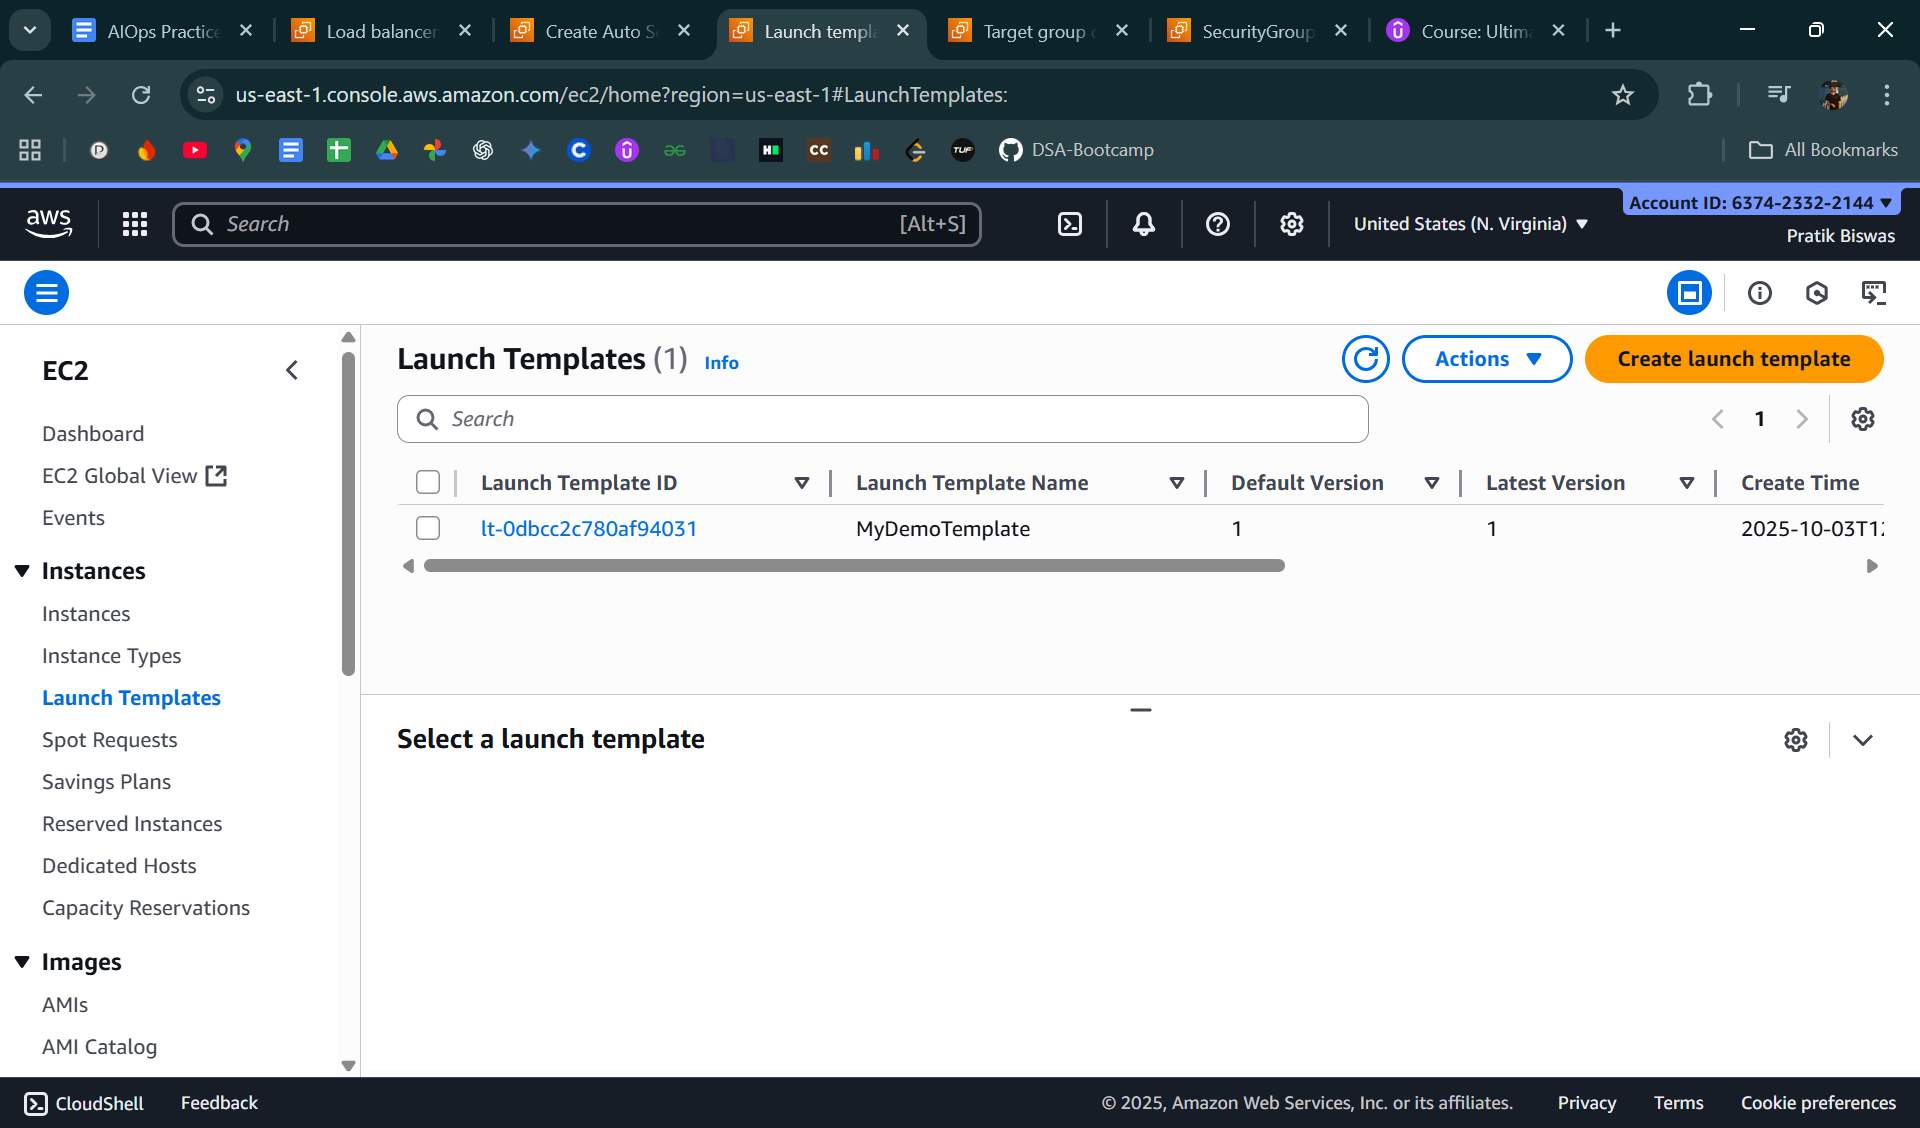 AIOps Practice
Load balancer
Create Auto S
Launch templa
Target group
SecurityGroup
Course: Ultima
us-east-1.console.aws.amazon.com/ec2/home?region=us-east-1#LaunchTemplates:
DSA-Bootcamp
All Bookmarks
aws
Search
[Alt+S]
United States (N. Virginia)
Account ID: 6374-2332-2144
Pratik Biswas
EC2
Dashboard
EC2 Global View
Events
Instances
Instances
Instance Types
Launch Templates
Spot Requests
Savings Plans
Reserved Instances
Dedicated Hosts
Capacity Reservations
Images
AMIs
AMI Catalog
Launch Templates (1) Info
Actions
Create launch template
Search
1
Launch Template ID
Launch Template Name
Default Version
Latest Version
Create Time
lt-0dbcc2c780af94031
MyDemoTemplate
1
1
2025-10-03T12
Select a launch template
CloudShell
Feedback
© 2025, Amazon Web Services, Inc. or its affiliates.
Privacy
Terms
Cookie preferences